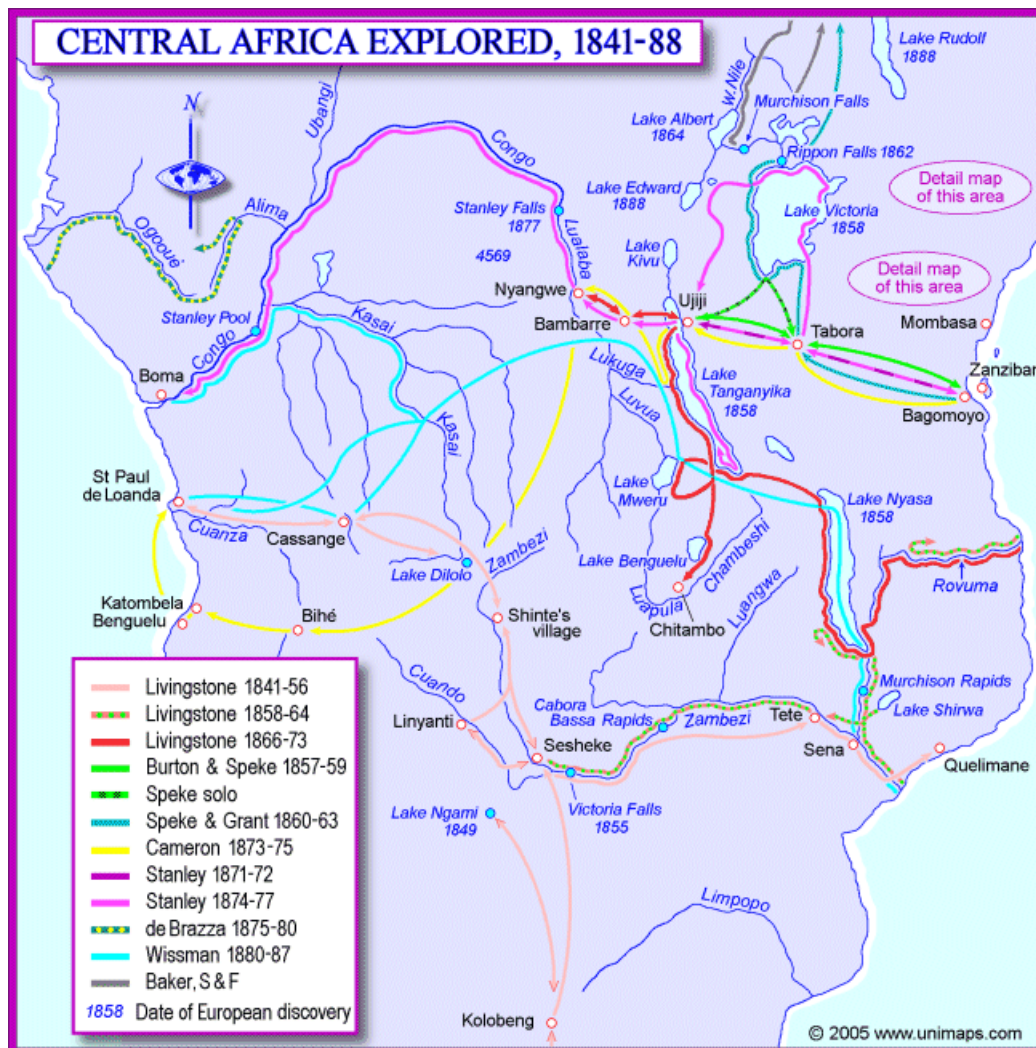 CENTRAL AFRICA EXPLORED, 1841-88
Lake Rudolf
1888
W. Nile
Murchison Falls
Lake Albert
1864
Rippon Falls 1862
Detail map
of this area
Lake Edward
1888
Lake Victoria
1858
Ubangi
Congo
N
Alima
Ogooué
Stanley Falls
1877
Lualaba
4569
Lake
Kivu
Detail map
of this area
Nyangwe
Ujiji
Bambarre
Tabora
Mombasa
Stanley Pool
Kasai
Congo
Boma
Lukuga
Luvua
Lake
Tanganyika
1858
Zanzibar
Bagomoyo
Kasai
St Paul
de Loanda
Cuanza
Cassange
Lake
Mweru
Lake Nyasa
1858
Lake Dilolo
Zambezi
Lake Benguelu
Chambeshi
Luapula
Luangwa
Rovuma
Katombela
Benguelu
Bihé
Shinte's
village
Chitambo
Cuando
Linyanti
Cabora
Bassa Rapids
Zambezi
Tete
Murchison Rapids
Lake Shirwa
Sesheke
Sena
Quelimane
Victoria Falls
1855
Lake Ngami
1849
Limpopo
Kolobeng
Livingstone 1841-56
Livingstone 1858-64
Livingstone 1866-73
Burton & Speke 1857-59
Speke solo
Speke & Grant 1860-63
Cameron 1873-75
Stanley 1871-72
Stanley 1874-77
de Brazza 1875-80
Wissman 1880-87
Baker, S & F
1858 Date of European discovery
© 2005 www.unimaps.com